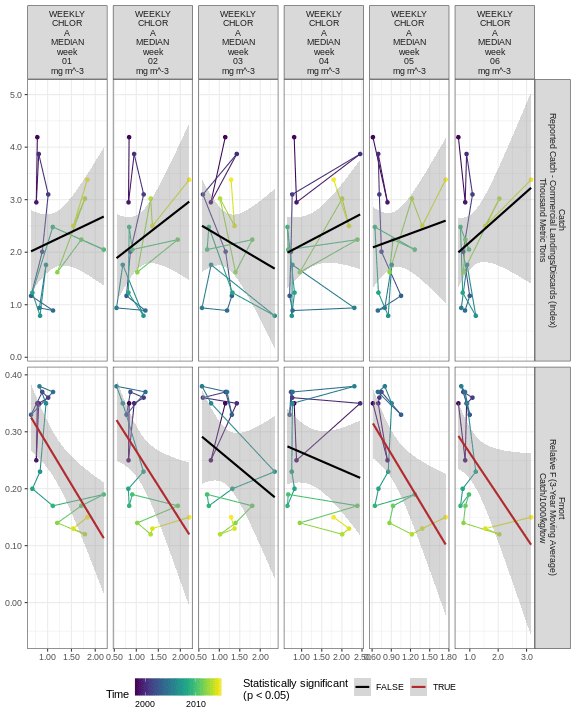 WEEKLY
CHLOR
A
MEDIAN
week
01
mg m^-3
WEEKLY
CHLOR
A
MEDIAN
week
02
mg m^-3
WEEKLY
CHLOR
A
MEDIAN
week
03
mg m^-3
WEEKLY
CHLOR
A
MEDIAN
week
04
mg m^-3
WEEKLY
CHLOR
A
MEDIAN
week
05
mg m^-3
WEEKLY
CHLOR
A
MEDIAN
week
06
mg m^-3
5.0
4.0
3.0
2.0
1.0
0.0
Catch
Reported Catch - Commercial Landings/Discards (Index)
Thousand Metric Tons
0.40
0.30
0.20
0.10
0.00
Fmort
Relative F (3-Year Moving Average)
Catch/1000/kg/tow
1.00 1.50 2.00
0.50 1.00 1.50 2.00
0.50 1.00 1.50 2.00
1.00 1.50 2.00 2.50
0.60 0.90 1.20 1.50 1.80
1.0 2.0 3.0
Time
2000 2010
Statistically significant
(p < 0.05)
FALSE
TRUE